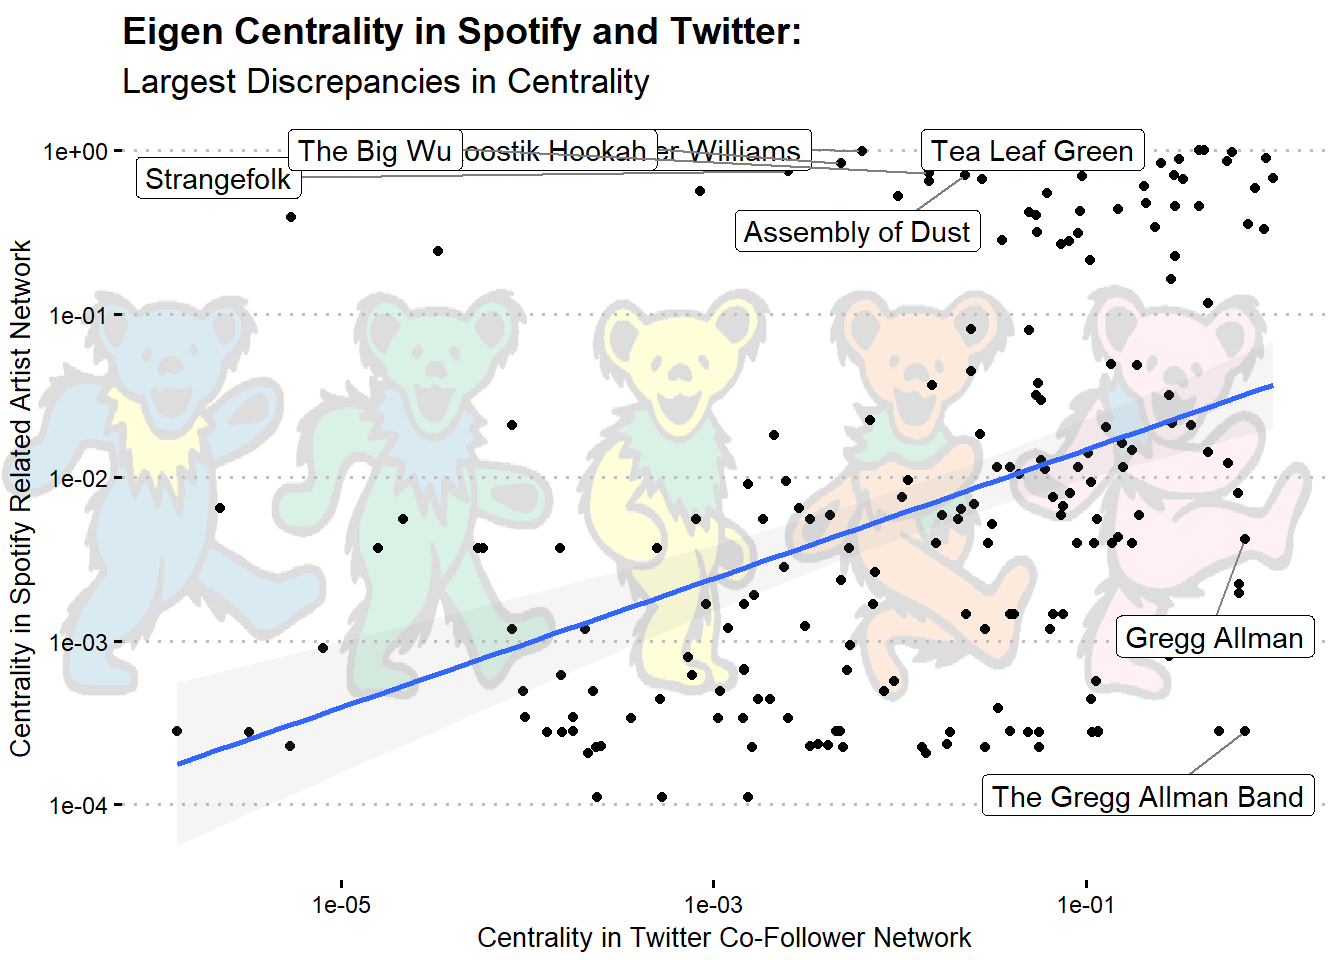 Eigen Centrality in Spotify and Twitter:
Largest Discrepancies in Centrality
Centrality in Spotify Related Artist Network
1e+00
1e-01
1e-02
1e-03
1e-04
The Big Wu
Hookah
Williams
Tea Leaf Green
Strangefolk
Assembly of Dust
Gregg Allman
The Gregg Allman Band
1e-05
1e-03
1e-01
Centrality in Twitter Co-Follower Network